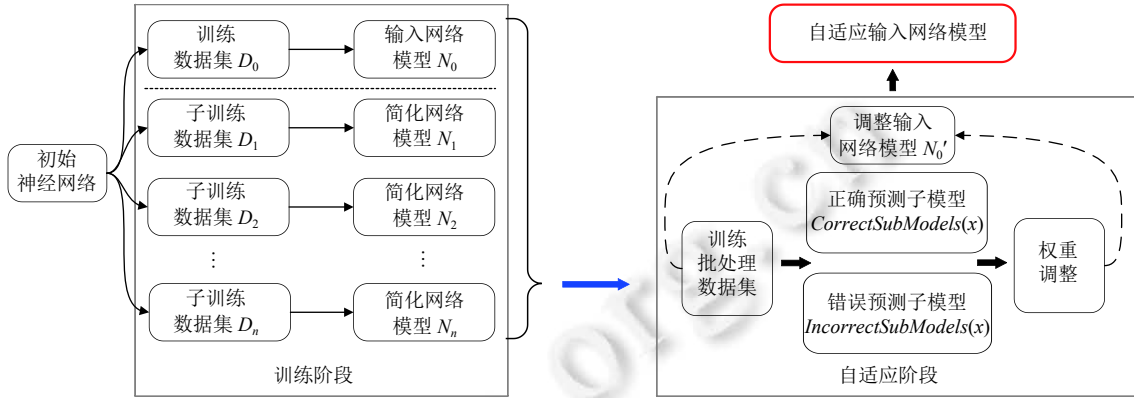 初始
神经网络
训练
数据集 D₀
输入网络
模型 N₀
子训练
数据集 D₁
简化网络
模型 N₁
子训练
数据集 D₂
简化网络
模型 N₂
⋮
⋮
子训练
数据集 Dₙ
简化网络
模型 Nₙ
训练阶段
自适应输入网络模型
调整输入
网络模型 N₀′
正确预测子模型
CorrectSubModels(x)
训练
批处理
数据集
错误预测子模型
IncorrectSubModels(x)
权重
调整
自适应阶段